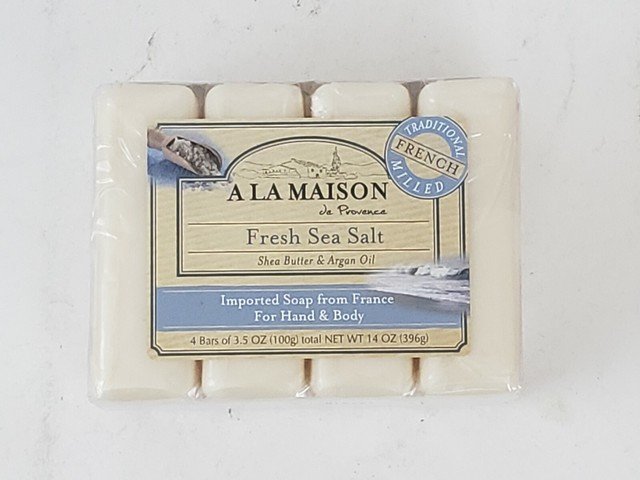 TRADITIONAL
FRENCH
MILLED
A LA MAISON
de Provence
Fresh Sea Salt
Shea Butter & Argan Oil
Imported Soap from France
For Hand & Body
4 Bars of 3.5 OZ (100g) total NET WT 14 OZ (396g)